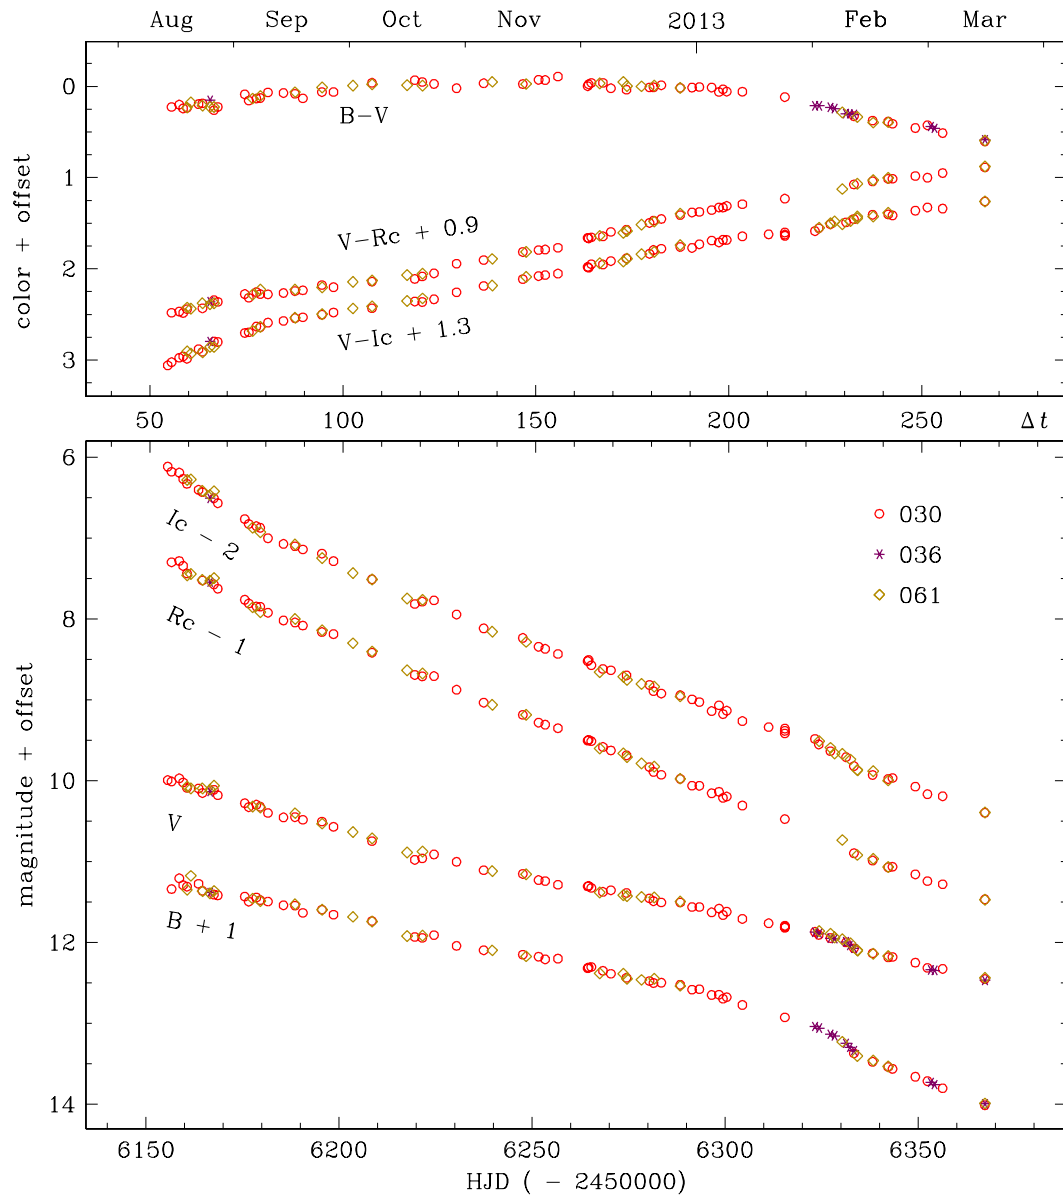 Aug Sep Oct Nov 2013 Feb Mar
0
1
2
3
color + offset
B-V
V-Rc + 0.9
V-Ic + 1.3
50 100 150 200 250 Δt
6
8
10
12
14
magnitude + offset
Ic - 2
Rc - 1
V
B + 1
030
036
061
6150 6200 6250 6300 6350
HJD ( - 2450000)